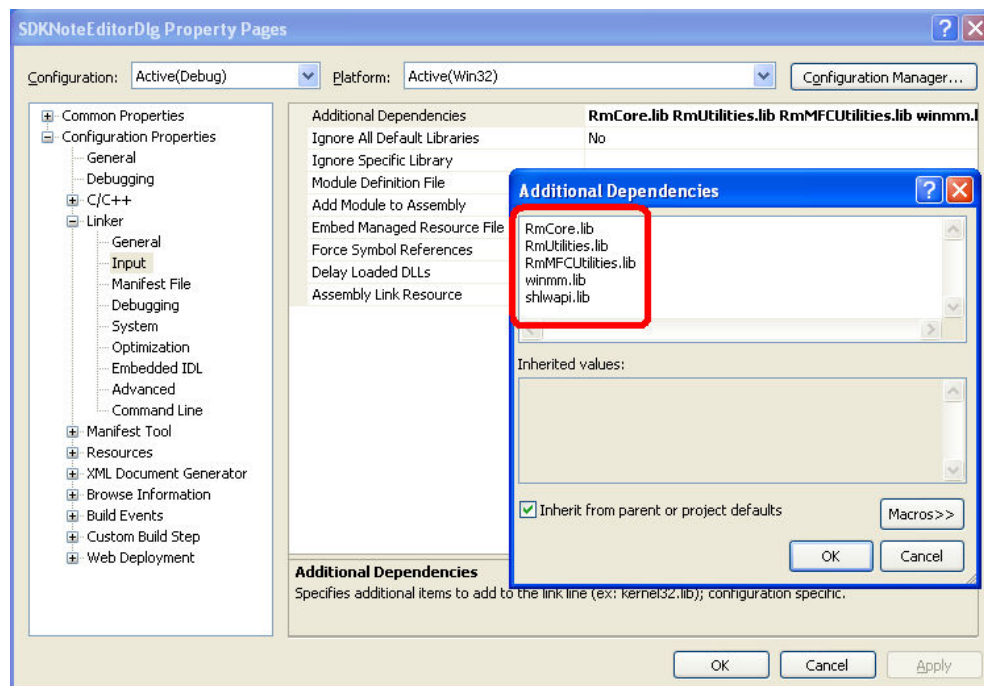 SDKNoteEditorDlg Property Pages
Configuration: Active(Debug) Platform: Active(Win32) Configuration Manager...
Common Properties
Configuration Properties
General
Debugging
C/C++
Linker
General
Input
Manifest File
Debugging
System
Optimization
Embedded IDL
Advanced
Command Line
Manifest Tool
Resources
XML Document Generator
Browse Information
Build Events
Custom Build Step
Web Deployment
Additional Dependencies RmCore.lib RmUtilities.lib RmMFCUtilities.lib winmm.l
Ignore All Default Libraries No
Ignore Specific Library
Module Definition File
Add Module to Assembly
Embed Managed Resource File
Force Symbol References
Delay Loaded DLLs
Assembly Link Resource
Additional Dependencies
RmCore.lib
RmUtilities.lib
RmMFCUtilities.lib
winmm.lib
shlwapi.lib
Inherited values:
Inherit from parent or project defaults
Macros>>
OK Cancel
Additional Dependencies
Specifies additional items to add to the link line (ex: kernel32.lib); configuration specific.
OK Cancel Apply